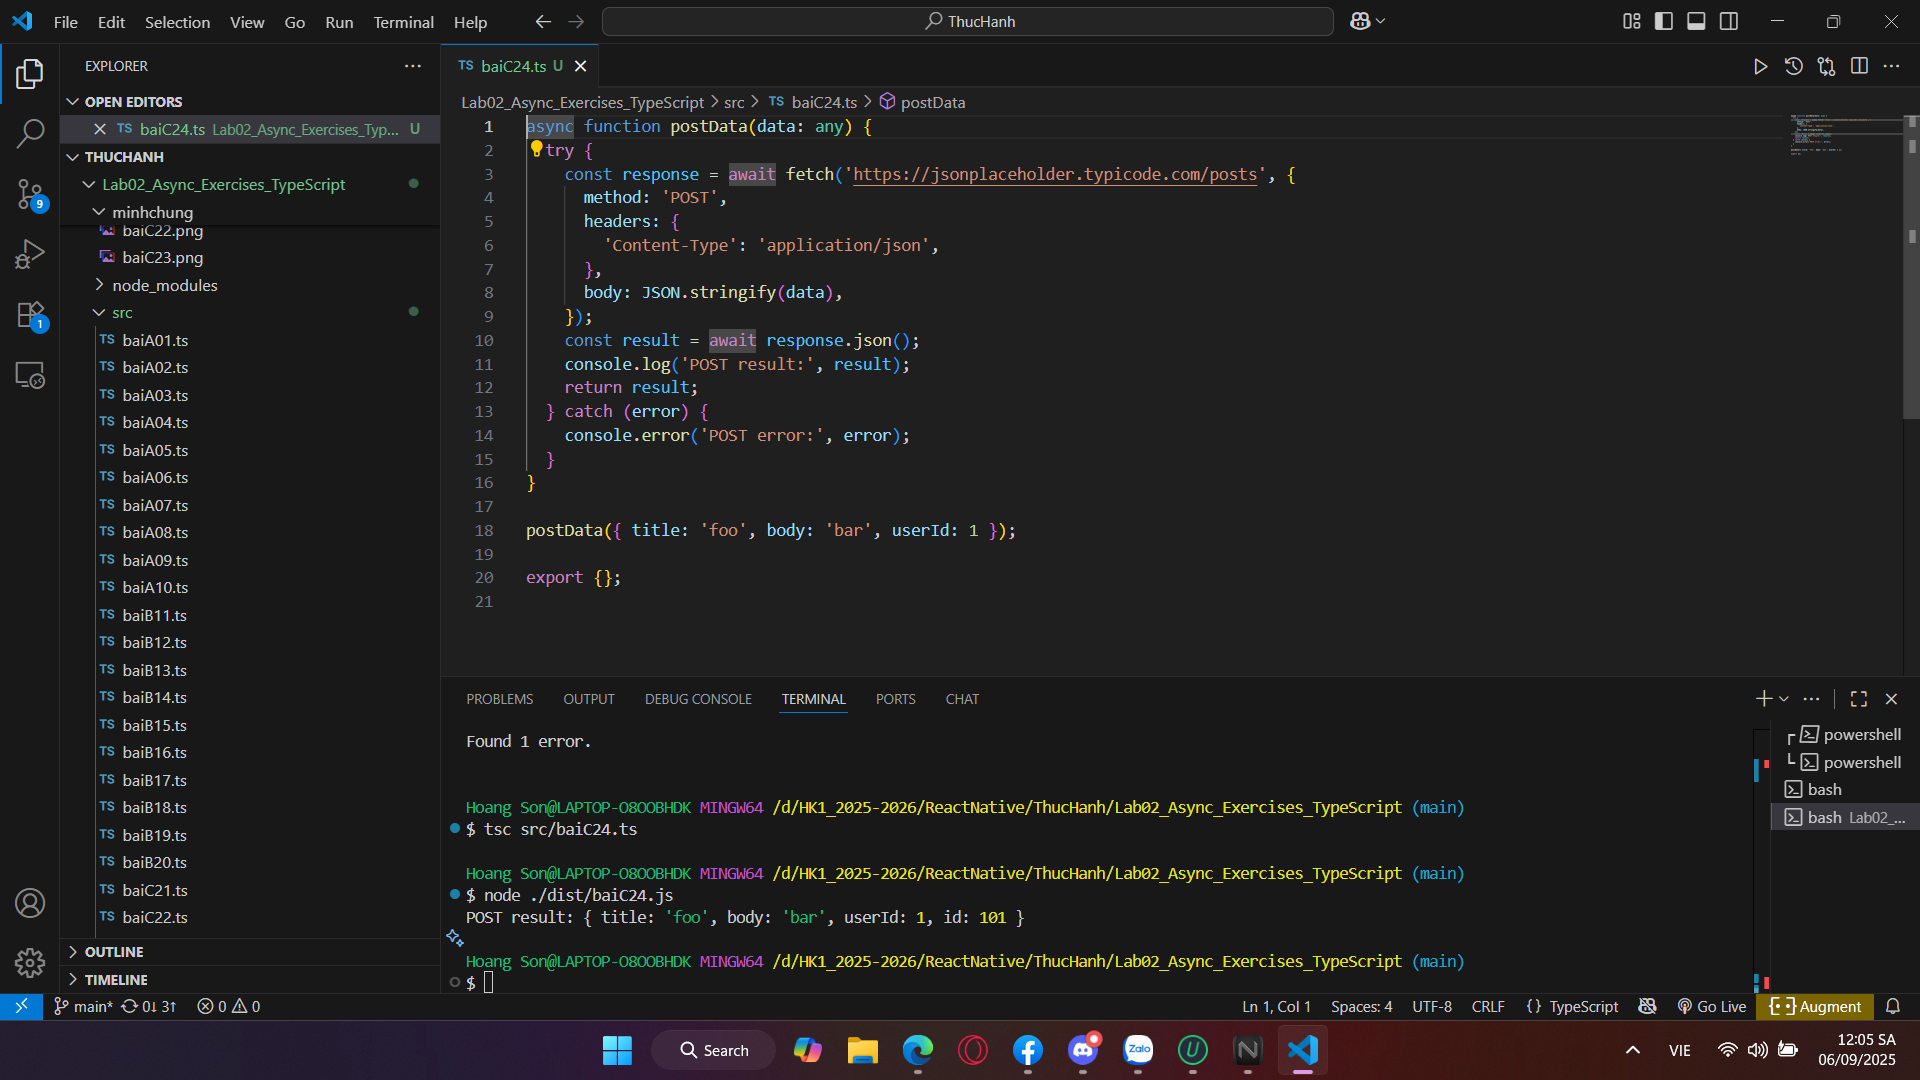 File Edit Selection View Go Run Terminal Help
ThucHanh
EXPLORER
OPEN EDITORS
TS baiC24.ts Lab02_Async_Exercises_Typ... U
THUCHANH
Lab02_Async_Exercises_TypeScript
minhchung
baiC22.png
baiC23.png
node_modules
src
TS baiA01.ts
TS baiA02.ts
TS baiA03.ts
TS baiA04.ts
TS baiA05.ts
TS baiA06.ts
TS baiA07.ts
TS baiA08.ts
TS baiA09.ts
TS baiA10.ts
TS baiB11.ts
TS baiB12.ts
TS baiB13.ts
TS baiB14.ts
TS baiB15.ts
TS baiB16.ts
TS baiB17.ts
TS baiB18.ts
TS baiB19.ts
TS baiB20.ts
TS baiC21.ts
TS baiC22.ts
OUTLINE
TIMELINE
9
1
TS baiC24.ts U
Lab02_Async_Exercises_TypeScript > src > TS baiC24.ts > postData
1 async function postData(data: any) {
2 try {
3 const response = await fetch('https://jsonplaceholder.typicode.com/posts', {
4 method: 'POST',
5 headers: {
6 'Content-Type': 'application/json',
7 },
8 body: JSON.stringify(data),
9 });
10 const result = await response.json();
11 console.log('POST result:', result);
12 return result;
13 } catch (error) {
14 console.error('POST error:', error);
15 }
16 }
17
18 postData({ title: 'foo', body: 'bar', userId: 1 });
19
20 export {};
21
PROBLEMS OUTPUT DEBUG CONSOLE TERMINAL PORTS CHAT
Found 1 error.
Hoang Son@LAPTOP-O8OOBHDK MINGW64 /d/HK1_2025-2026/ReactNative/ThucHanh/Lab02_Async_Exercises_TypeScript (main)
$ tsc src/baiC24.ts
Hoang Son@LAPTOP-O8OOBHDK MINGW64 /d/HK1_2025-2026/ReactNative/ThucHanh/Lab02_Async_Exercises_TypeScript (main)
$ node ./dist/baiC24.js
POST result: { title: 'foo', body: 'bar', userId: 1, id: 101 }
Hoang Son@LAPTOP-O8OOBHDK MINGW64 /d/HK1_2025-2026/ReactNative/ThucHanh/Lab02_Async_Exercises_TypeScript (main)
$
powershell
powershell
bash
bash Lab02_...
main* 0↓ 3↑ 0 0
Ln 1, Col 1 Spaces: 4 UTF-8 CRLF {} TypeScript Go Live Augment
Search
Zalo
VIE
12:05 SA
06/09/2025